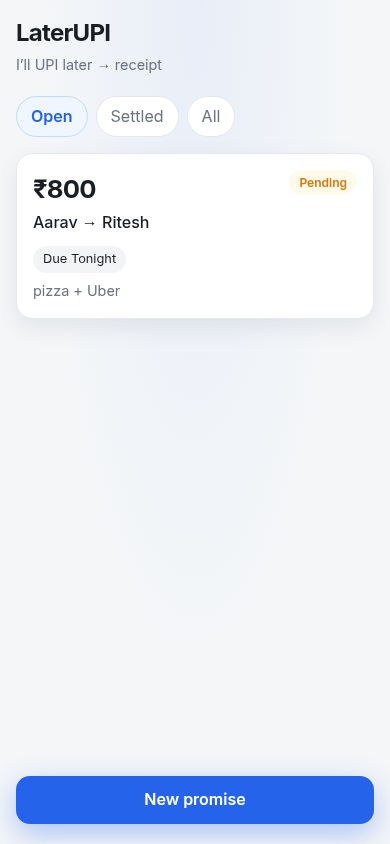 LaterUPI
I'll UPI later → receipt
Open Settled All
₹800 Pending
Aarav → Ritesh
Due Tonight
pizza + Uber
New promise